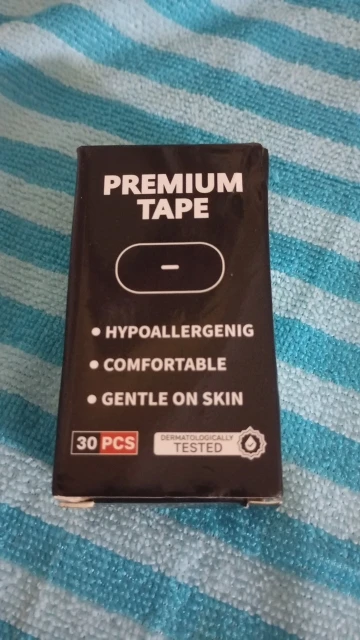 PREMIUM
TAPE
• HYPOALLERGENIG
• COMFORTABLE
• GENTLE ON SKIN
30 PCS
DERMATOLOGICALLY
TESTED